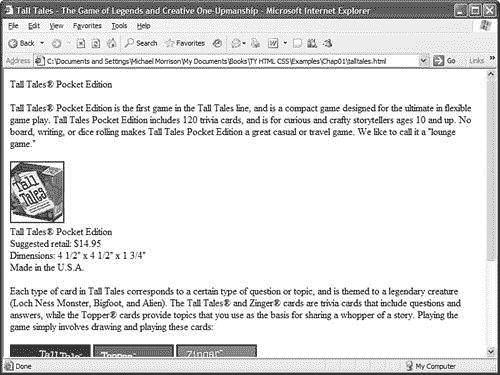 Tall Tales - The Game of Legends and Creative One-Upmanship - Microsoft Internet Explorer
File Edit View Favorites Tools Help
Back Search Favorites
Address C:\Documents and Settings\Michael Morrison\My Documents\Books\TY HTML CSS\Examples\Chap01\talltales.html Go Links
Tall Tales® Pocket Edition
Tall Tales® Pocket Edition is the first game in the Tall Tales line, and is a compact game designed for the ultimate in flexible
game play. Tall Tales Pocket Edition includes 120 trivia cards, and is for curious and crafty storytellers ages 10 and up. No
board, writing, or dice rolling makes Tall Tales Pocket Edition a great casual or travel game. We like to call it a "lounge
game."
Tall
Tales
Tall Tales® Pocket Edition
Suggested retail: $14.95
Dimensions: 4 1/2" x 4 1/2" x 1 3/4"
Made in the U.S.A.
Each type of card in Tall Tales corresponds to a certain type of question or topic, and is themed to a legendary creature
(Loch Ness Monster, Bigfoot, and Alien). The Tall Tales® and Zinger® cards are trivia cards that include questions and
answers, while the Topper® cards provide topics that you use as the basis for sharing a whopper of a story. Playing the
game simply involves drawing and playing these cards:
Tall Tales Topper Zinger
Done My Computer